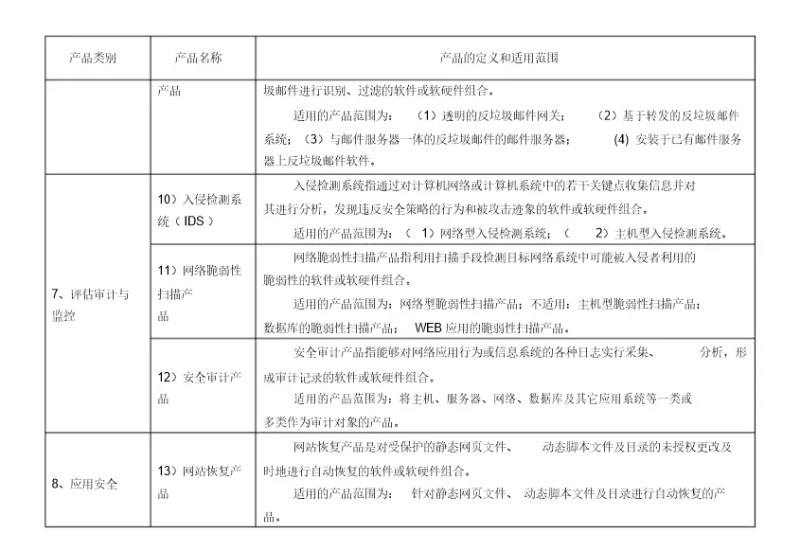 产品类别 产品名称 产品的定义和适用范围
产品
圾邮件进行识别、过滤的软件或软硬件组合。
适用的产品范围为: （1）透明的反垃圾邮件网关; （2）基于转发的反垃圾邮件
系统;（3）与邮件服务器一体的反垃圾邮件的邮件服务器; (4) 安装于已有邮件服务
器上反垃圾邮件软件。
7、评估审计与
监控
10）入侵检测系
统（ IDS ）
入侵检测系统指通过对计算机网络或计算机系统中的若干关键点收集信息并对
其进行分析，发现违反安全策略的行为和被攻击迹象的软件或软硬件组合。
适用的产品范围为:（ 1）网络型入侵检测系统;（ 2）主机型入侵检测系统。
11）网络脆弱性
扫描产
品
网络脆弱性扫描产品指利用扫描手段检测目标网络系统中可能被入侵者利用的
脆弱性的软件或软硬件组合。
适用的产品范围为: 网络型脆弱性扫描产品; 不适用: 主机型脆弱性扫描产品;
数据库的脆弱性扫描产品; WEB 应用的脆弱性扫描产品。
12）安全审计产
品
安全审计产品指能够对网络应用行为或信息系统的各种日志实行采集、 分析，形
成审计记录的软件或软硬件组合。
适用的产品范围为: 将主机、服务器、网络、数据库及其它应用系统等一类或
多类作为审计对象的产品。
8、应用安全
13）网站恢复产
品
网站恢复产品是对受保护的静态网页文件、 动态脚本文件及目录的未授权更改及
时地进行自动恢复的软件或软硬件组合。
适用的产品范围为: 针对静态网页文件、 动态脚本文件及目录进行自动恢复的产
品。